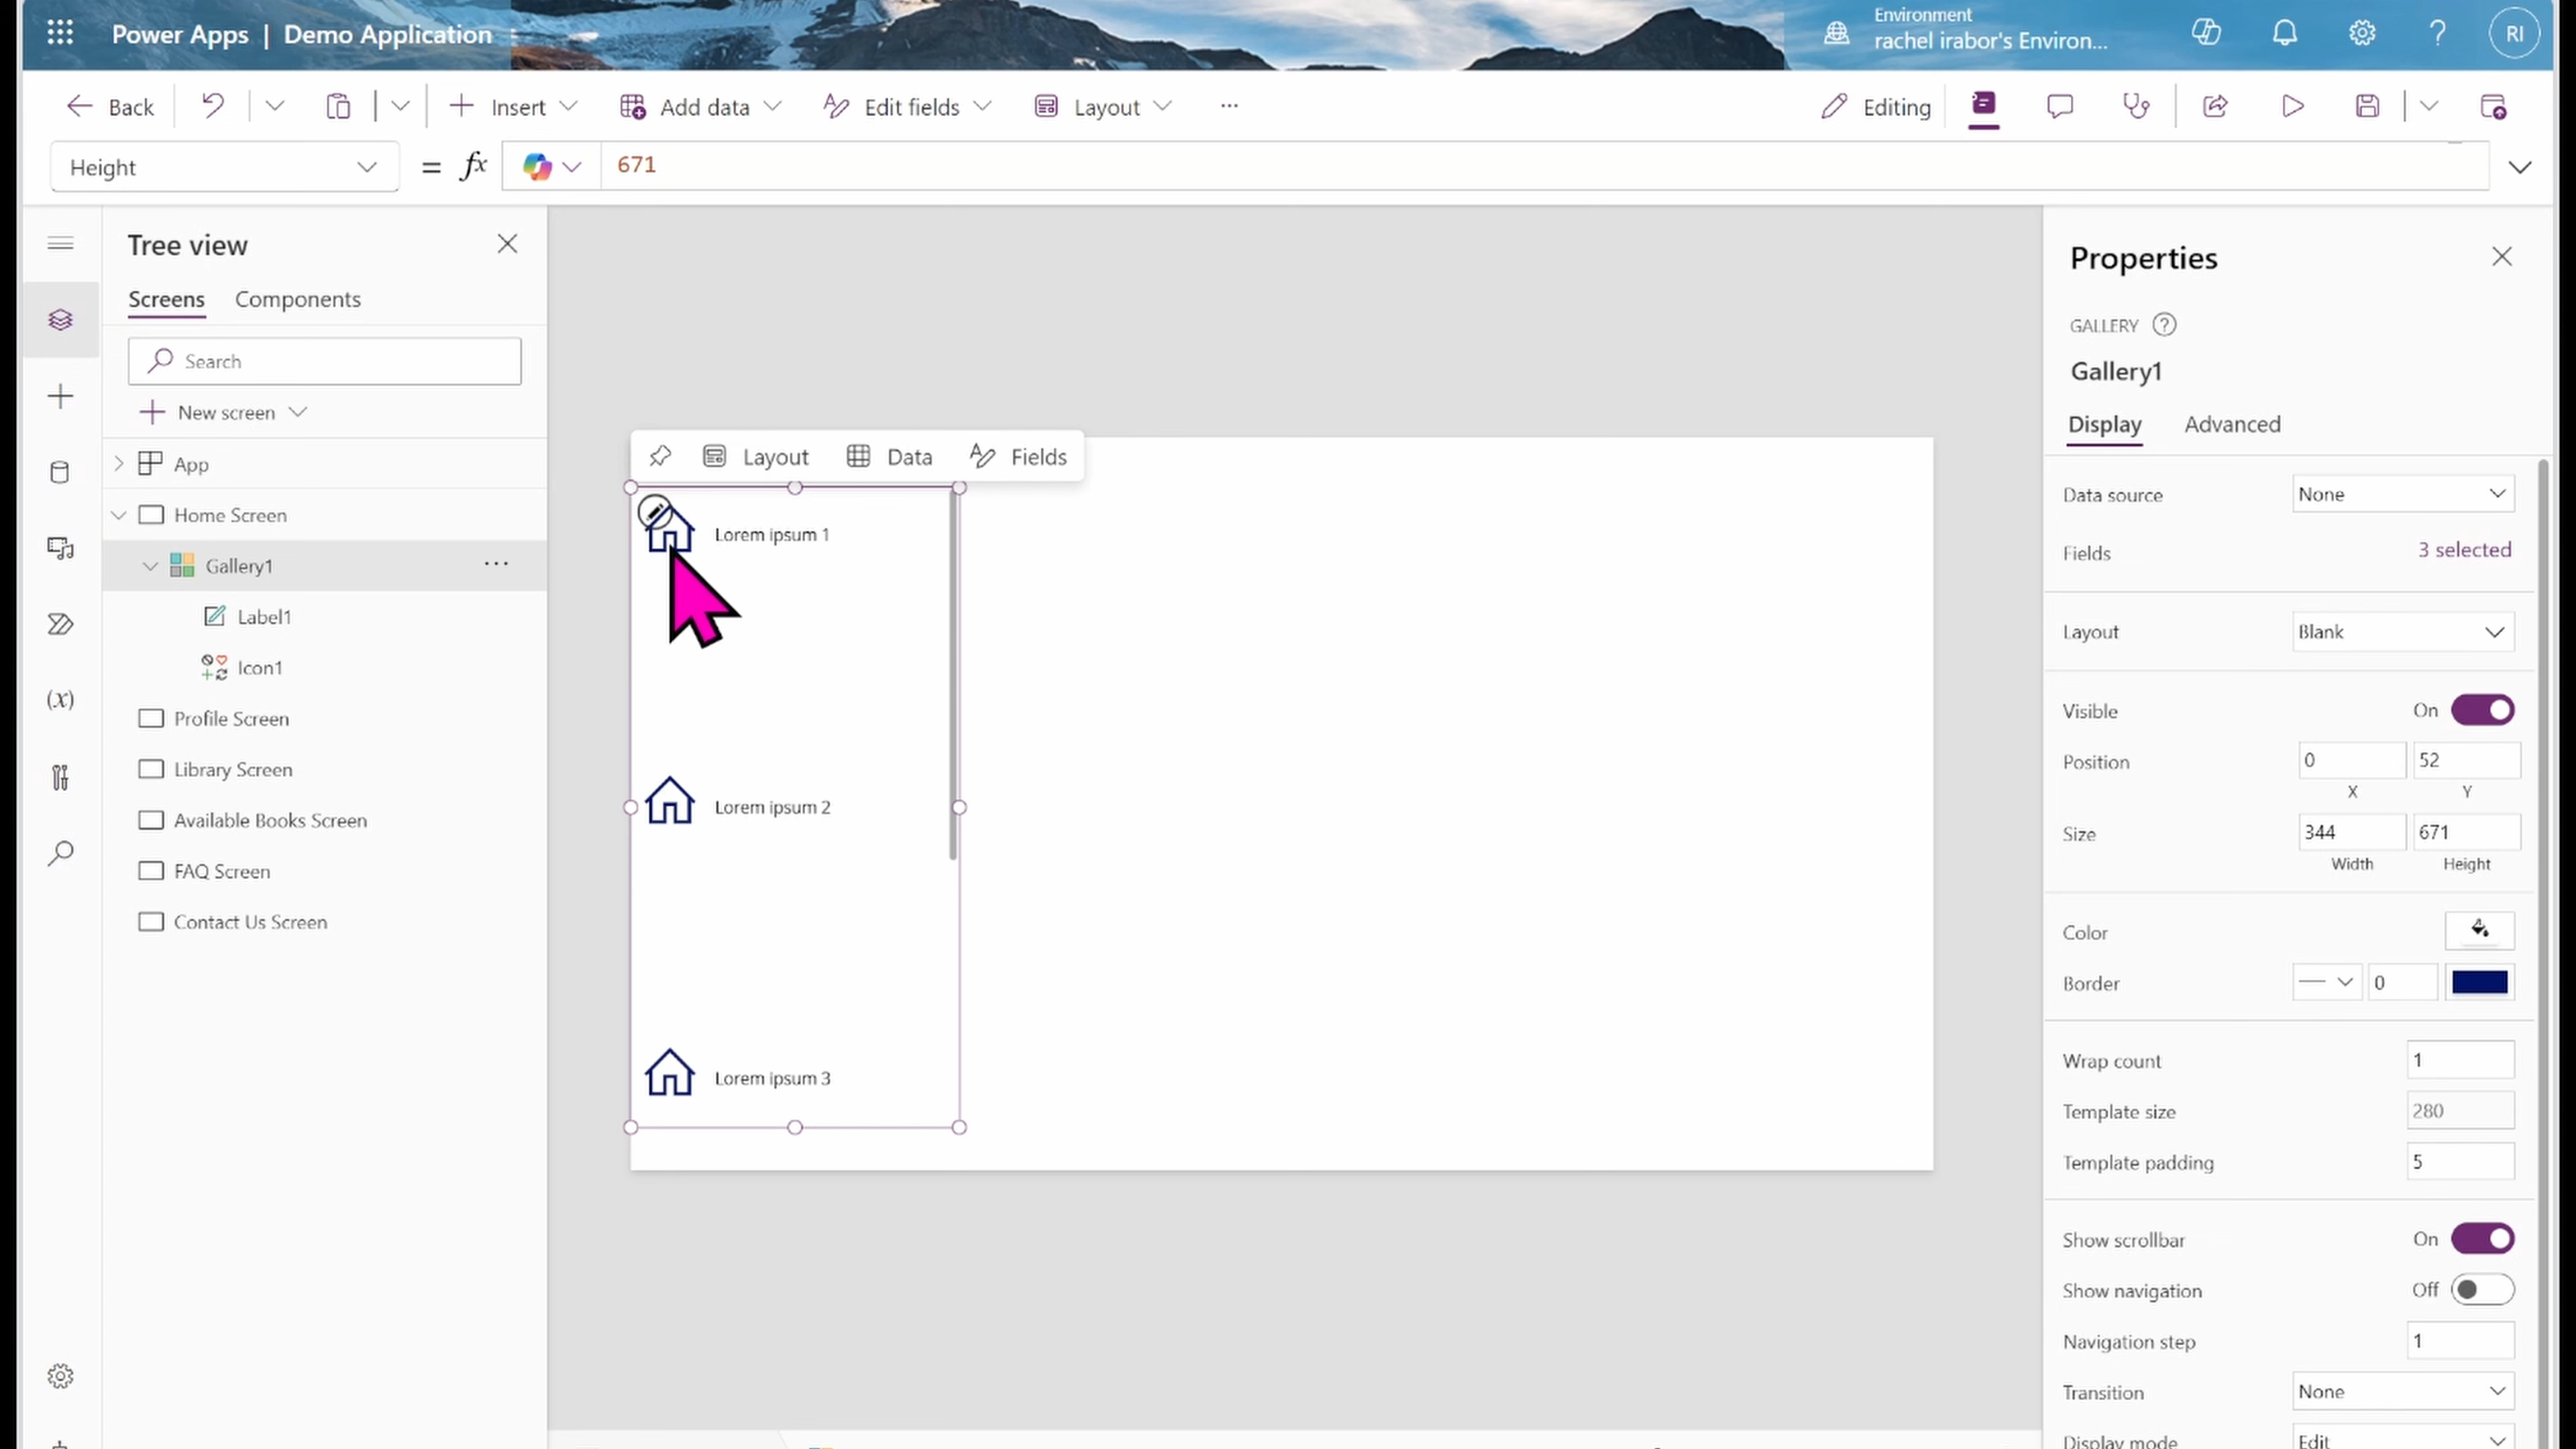 Power Apps | Demo Application
Environment
rachel irabor's Environ...
RI
Back
Insert
Add data
Edit fields
Layout
...
Editing
Height
= fx
671
Tree view
Screens
Components
Search
New screen
App
Home Screen
Gallery1
...
Label1
Icon1
Profile Screen
Library Screen
Available Books Screen
FAQ Screen
Contact Us Screen
(x)
Layout
Data
Fields
Lorem ipsum 1
Lorem ipsum 2
Lorem ipsum 3
Properties
GALLERY ?
Gallery1
Display
Advanced
Data source
None
Fields
3 selected
Layout
Blank
Visible
On
Position
0
52
X
Y
Size
344
671
Width
Height
Color
Border
0
Wrap count
1
Template size
280
Template padding
5
Show scrollbar
On
Show navigation
Off
Navigation step
1
Transition
None
Display mode
Edit